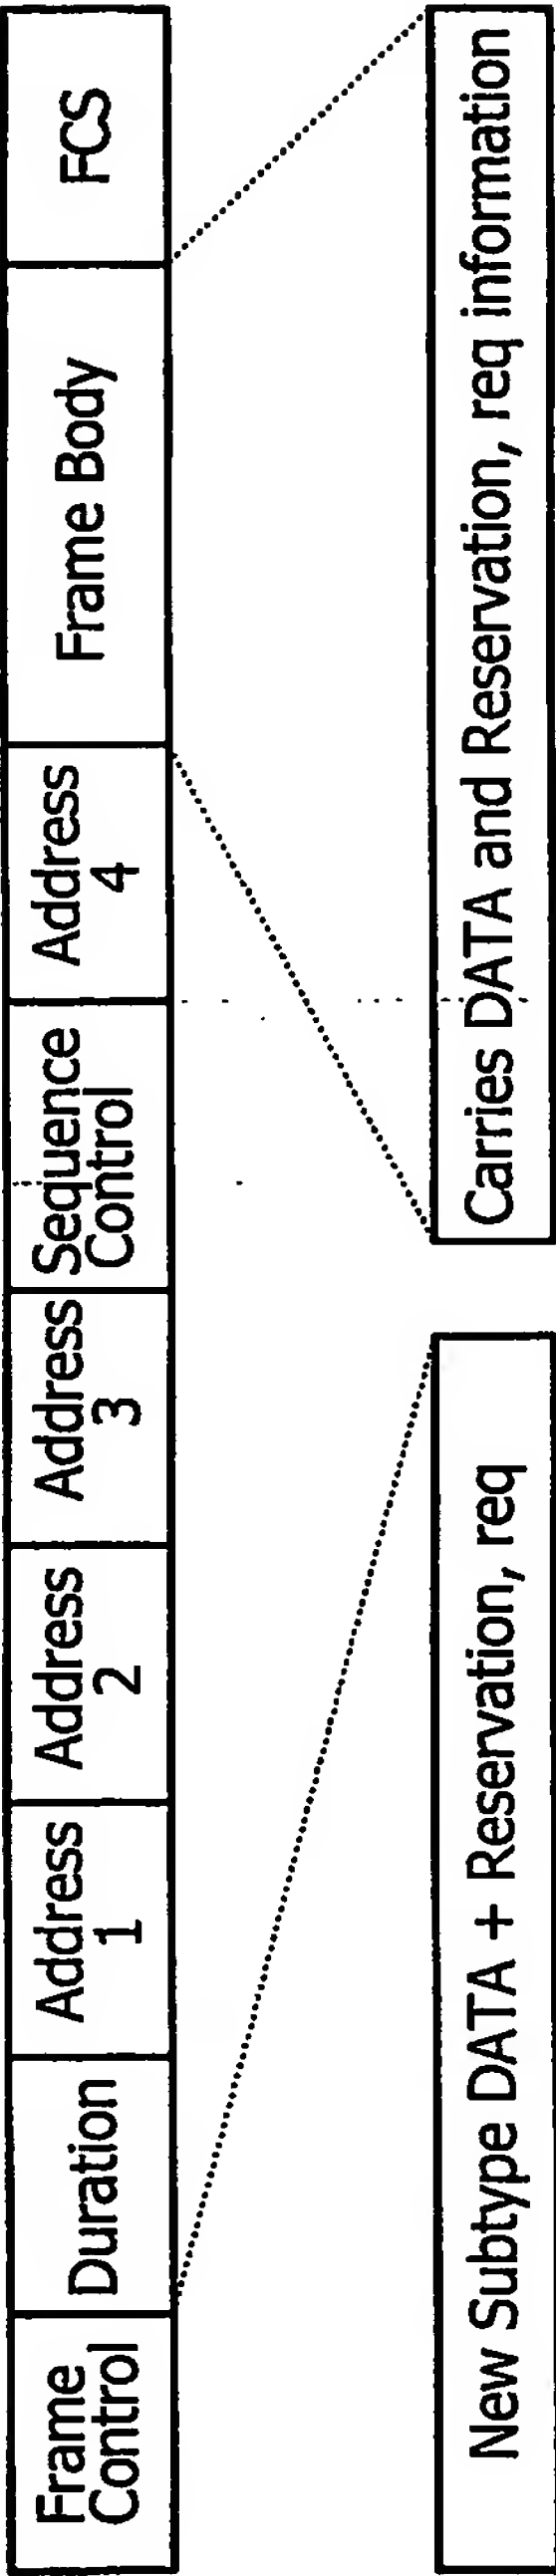 Frame
Control
Duration
Address
1
Address
2
Address
3
Sequence
Control
Address
4
Frame Body
FCS
New Subtype DATA + Reservation, req
Carries DATA and Reservation, req information